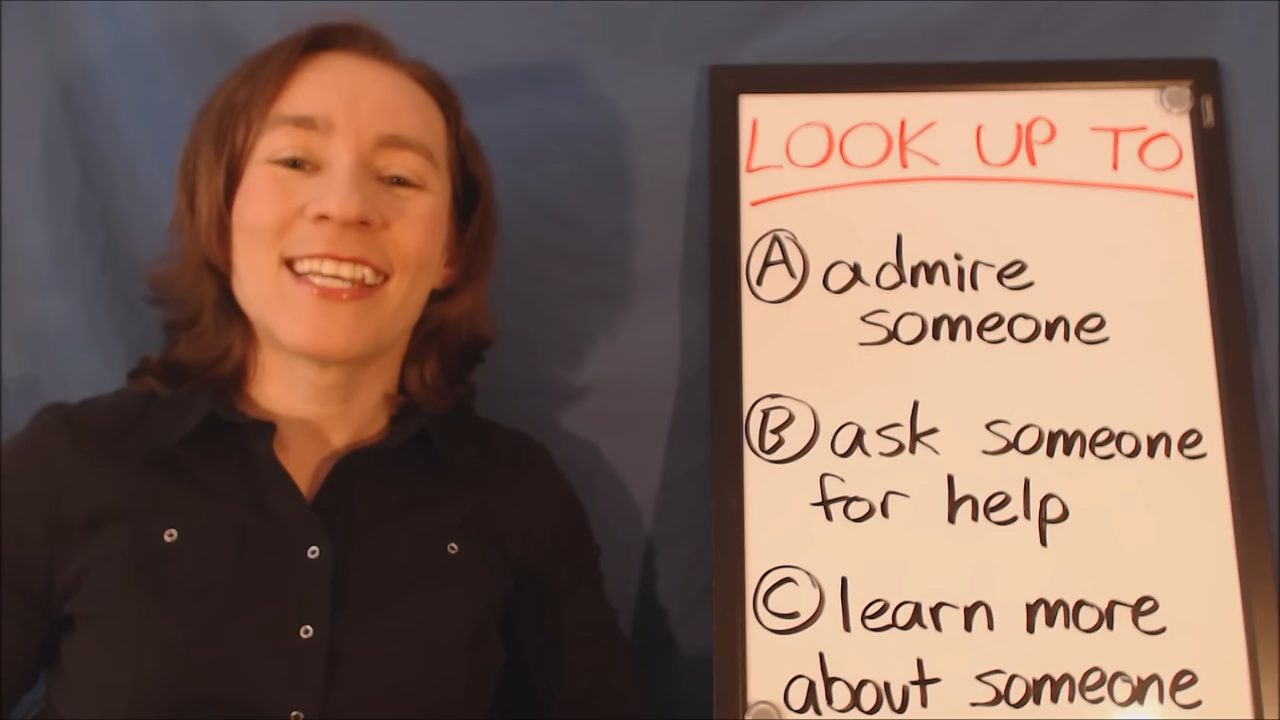 LOOK UP TO
A admire
someone
B ask someone
for help
C learn more
about someone